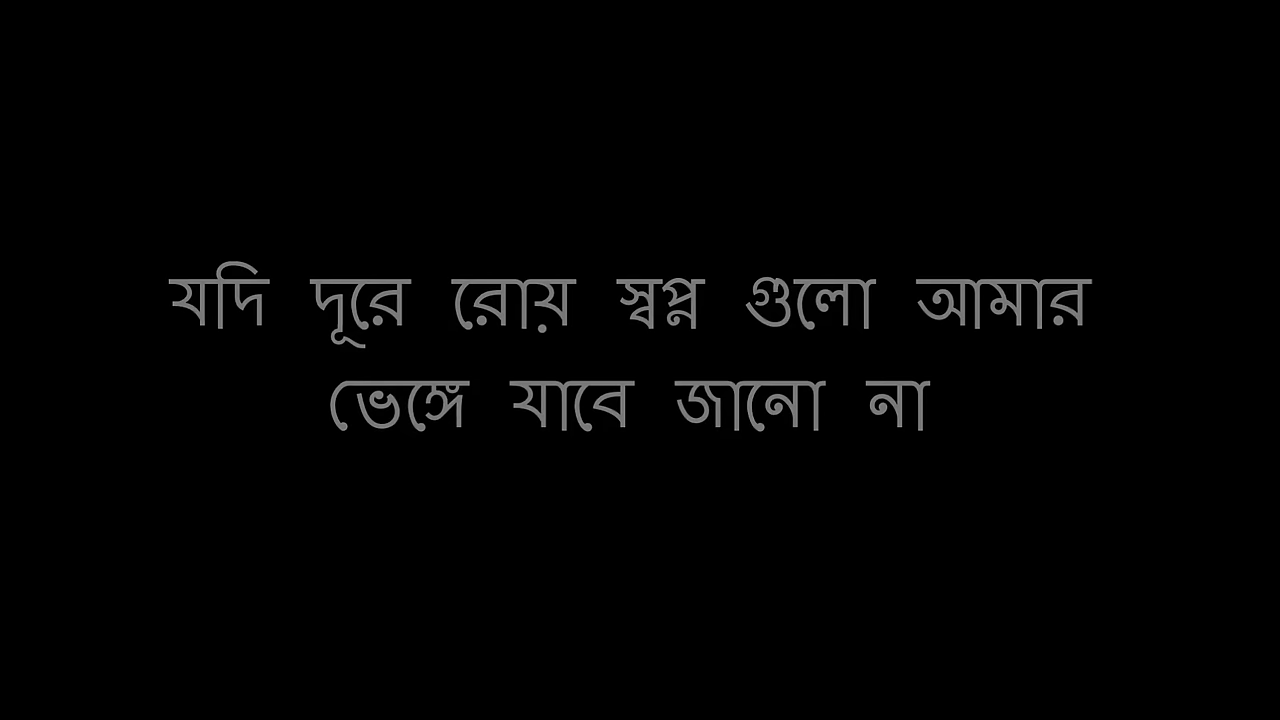 যদি দূরে রোয় স্বপ্ন গুলো আমার
ভেঙ্গে যাবে জানো না